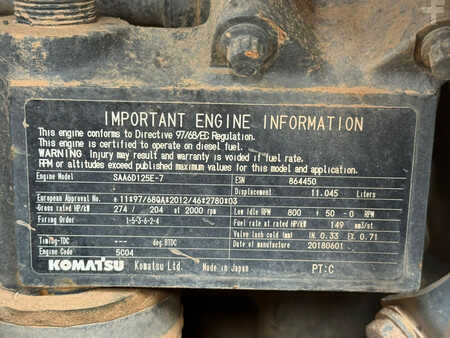 IMPORTANT ENGINE INFORMATION
This engine conforms to Directive 97/68/EC Regulation.
This engine is certified to operate on diesel fuel.
WARNING Injury may result and warranty is voided if fuel rate.
RPM or altitudes exceed published maximum values for this engine and application.
Engine Model SAA6D125E-7 ESN 864450
Displacement 11.045 Liters
European Approval # e11*97/68QA*2012/46*2780*03
Gross rated HP/kW 274 / 204 at 2000 rpm Low Idle RPM 800 + 50 -0 RPM
Firing Order 1-5-3-6-2-4 Fuel rate at rated HP/kW 149 mm3/st
Valve lash cold (mm) IN 0.33 EX 0.71
Timing-TDC --- deg.BTDC Date of manufacture 20180601
Engine Code 5C04
KOMATSU Komatsu Ltd. Made in Japan PT:C